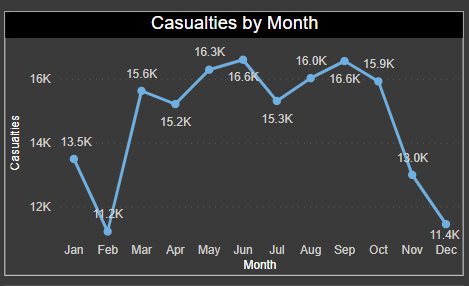 Casualties by Month
16.3K
16.0K
15.9K
15.6K
16K
16.6K
16.6K
15.2K
15.3K
14K
13.5K
13.0K
Casualties
12K
11.2K
11.4K
Jan Feb Mar Apr May Jun Jul Aug Sep Oct Nov Dec
Month